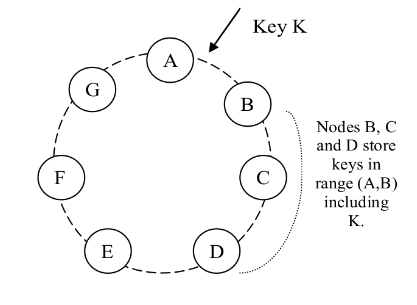 Key K
A
G
B
Nodes B, C
and D store
keys in
range (A,B)
including
K.
C
F
E
D